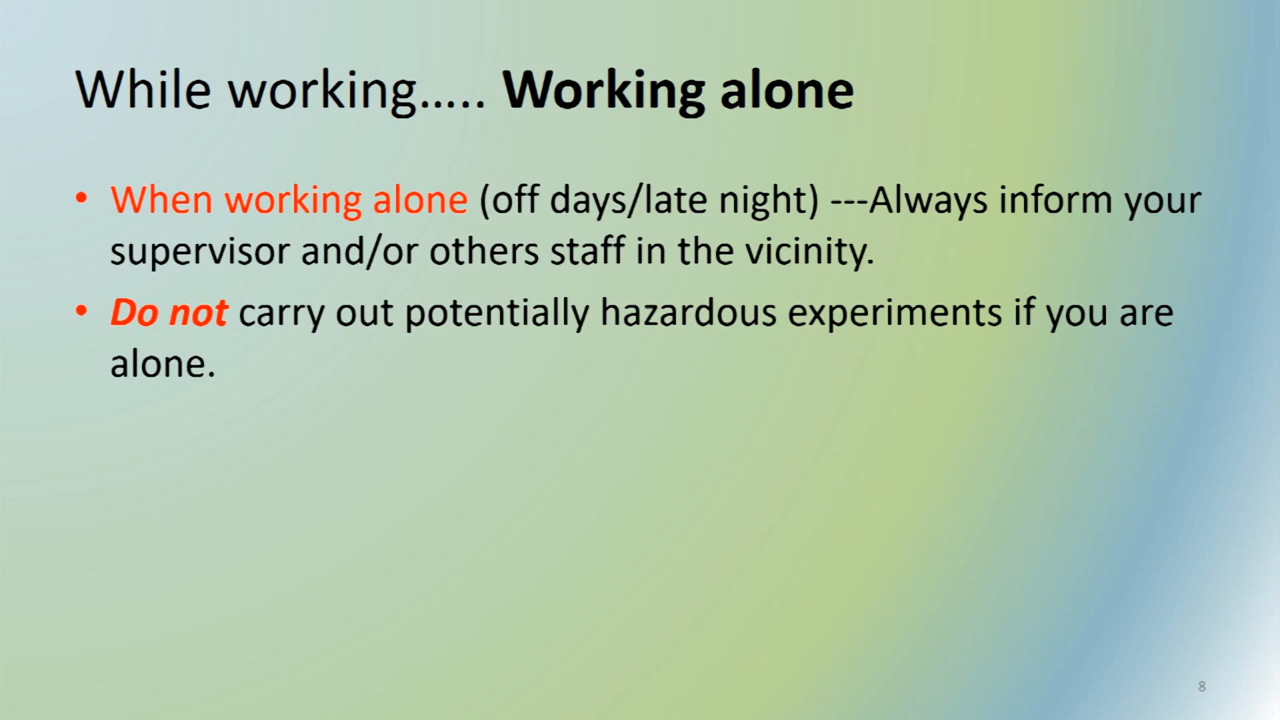 While working..... Working alone
• When working alone (off days/late night) ---Always inform your
supervisor and/or others staff in the vicinity.
• Do not carry out potentially hazardous experiments if you are
alone.
8